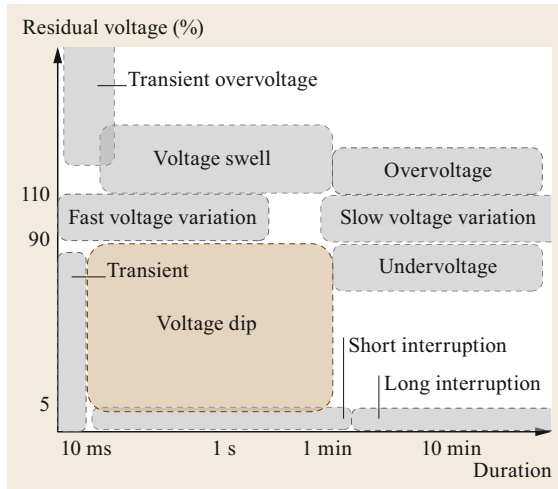 Residual voltage (%)
Transient overvoltage
Voltage swell
Overvoltage
110
Fast voltage variation
Slow voltage variation
90
Transient
Undervoltage
Voltage dip
Short interruption
Long interruption
5
10 ms
1 s
1 min
10 min
Duration